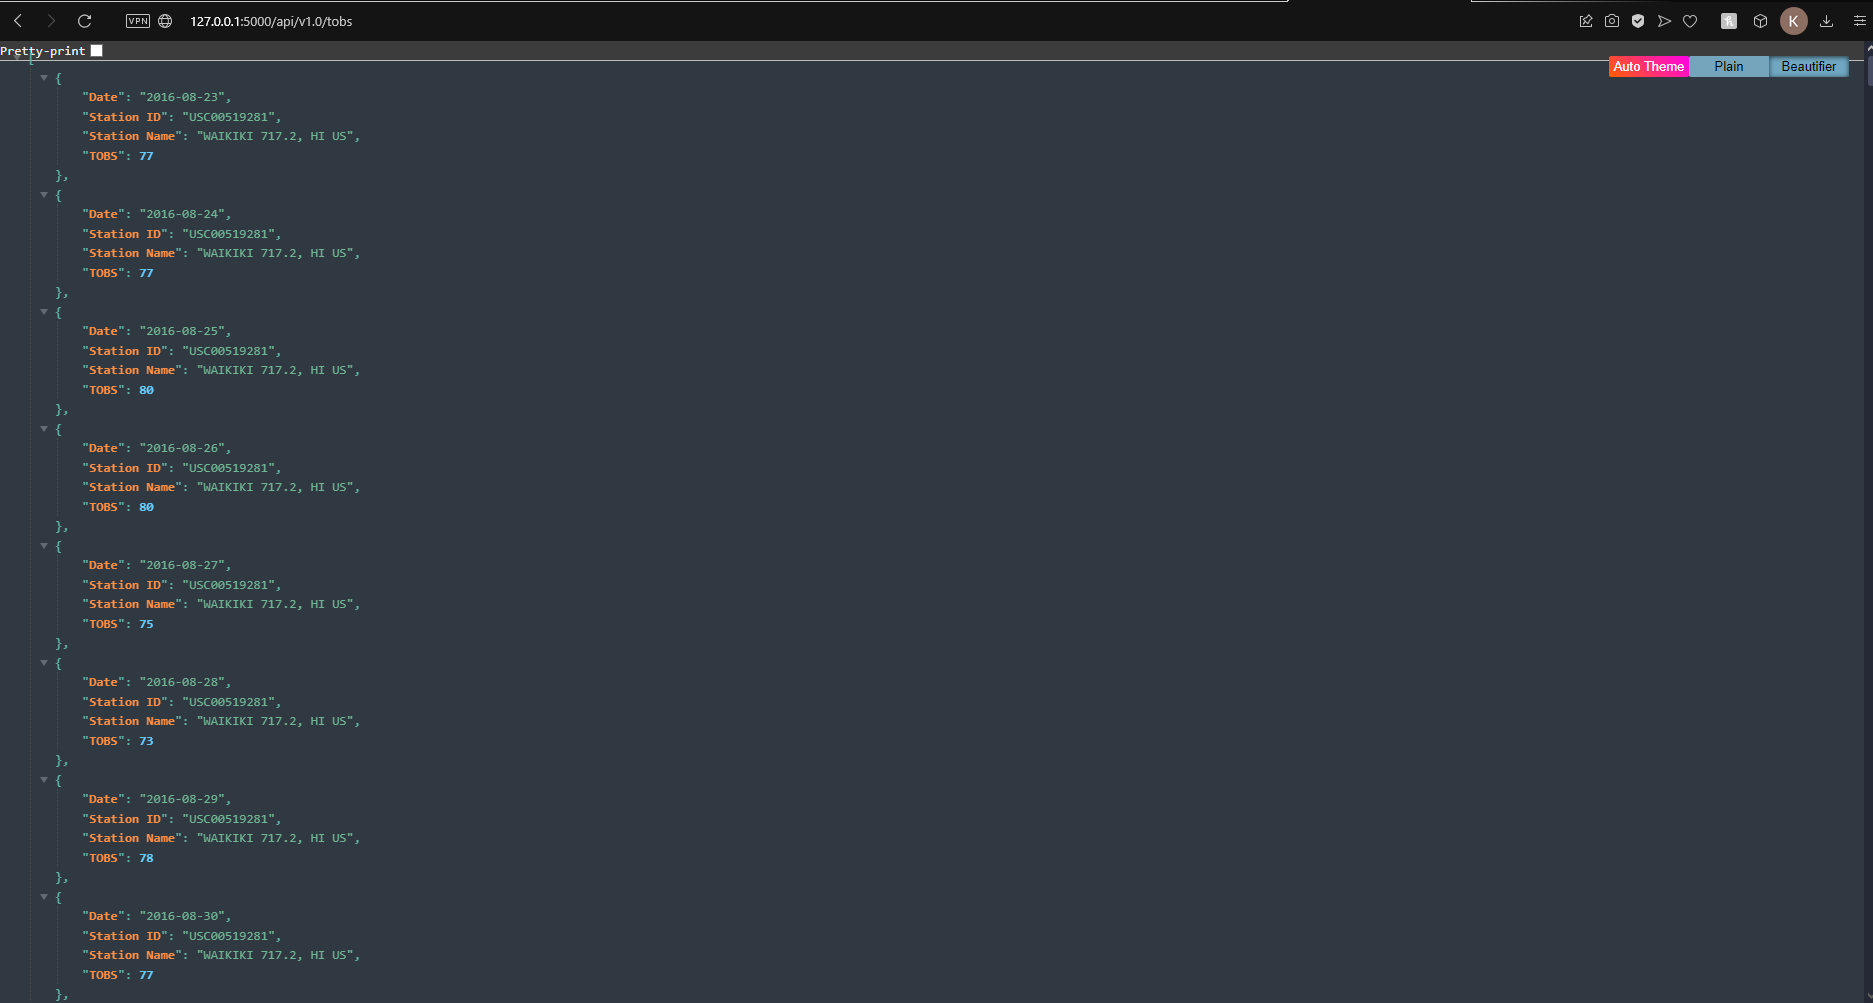 VPN 127.0.0.1:5000/api/v1.0/tobs K
Pretty-print
Auto Theme Plain Beautifier
[
{
"Date": "2016-08-23",
"Station ID": "USC00519281",
"Station Name": "WAIKIKI 717.2, HI US",
"TOBS": 77
},
{
"Date": "2016-08-24",
"Station ID": "USC00519281",
"Station Name": "WAIKIKI 717.2, HI US",
"TOBS": 77
},
{
"Date": "2016-08-25",
"Station ID": "USC00519281",
"Station Name": "WAIKIKI 717.2, HI US",
"TOBS": 80
},
{
"Date": "2016-08-26",
"Station ID": "USC00519281",
"Station Name": "WAIKIKI 717.2, HI US",
"TOBS": 80
},
{
"Date": "2016-08-27",
"Station ID": "USC00519281",
"Station Name": "WAIKIKI 717.2, HI US",
"TOBS": 75
},
{
"Date": "2016-08-28",
"Station ID": "USC00519281",
"Station Name": "WAIKIKI 717.2, HI US",
"TOBS": 73
},
{
"Date": "2016-08-29",
"Station ID": "USC00519281",
"Station Name": "WAIKIKI 717.2, HI US",
"TOBS": 78
},
{
"Date": "2016-08-30",
"Station ID": "USC00519281",
"Station Name": "WAIKIKI 717.2, HI US",
"TOBS": 77
},